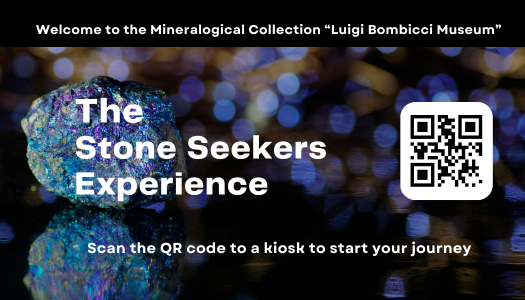 Welcome to the Mineralogical Collection “Luigi Bombicci Museum”
The
Stone Seekers
Experience
Scan the QR code to a kiosk to start your journey